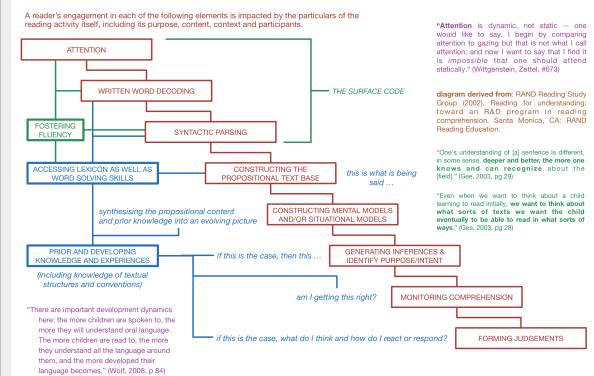 A reader's engagement in each of the following elements is impacted by the particulars of the
reading activity itself, including its purpose, content, context and participants.
ATTENTION
WRITTEN WORD DECODING
THE SURFACE CODE
FOSTERING
FLUENCY
SYNTACTIC PARSING
ACCESSING LEXICON AS WELL AS
WORD SOLVING SKILLS
CONSTRUCTING THE
PROPOSITIONAL TEXT BASE
this is what is being
said …
synthesising the propositional content
and prior knowledge into an evolving picture
CONSTRUCTING MENTAL MODELS
AND/OR SITUATIONAL MODELS
PRIOR AND DEVELOPING
KNOWLEDGE AND EXPERIENCES
(including knowledge of textual
structures and conventions)
if this is the case, then this …
GENERATING INFERENCES &
IDENTIFY PURPOSE/INTENT
am I getting this right?
MONITORING COMPREHENSION
if this is the case, what do I think and how do I react or respond?
FORMING JUDGEMENTS
"There are important development dynamics
here: the more children are spoken to, the
more they will understand oral language.
The more children are read to, the more
they understand all the language around
them, and the more developed their
language becomes." (Wolf, 2008, p 84)
"Attention is dynamic, not static — one
would like to say. I begin by comparing
attention to gazing but that is not what I call
attention; and now I want to say that I find it
is impossible that one should attend
statically." (Wittgenstein, Zettel, #673)
diagram derived from: RAND Reading Study
Group (2002). Reading for understanding:
toward an R&D program in reading
comprehension. Santa Monica, CA: RAND
Reading Education.
"One's understanding of [a] sentence is different,
in some sense, deeper and better, the more one
knows and can recognize about the
[field]." (Gee, 2003, pg 29)
"Even when we want to think about a child
learning to read initially, we want to think about
what sorts of texts we want the child
eventually to be able to read in what sorts of
ways." (Gee, 2003, pg 28)